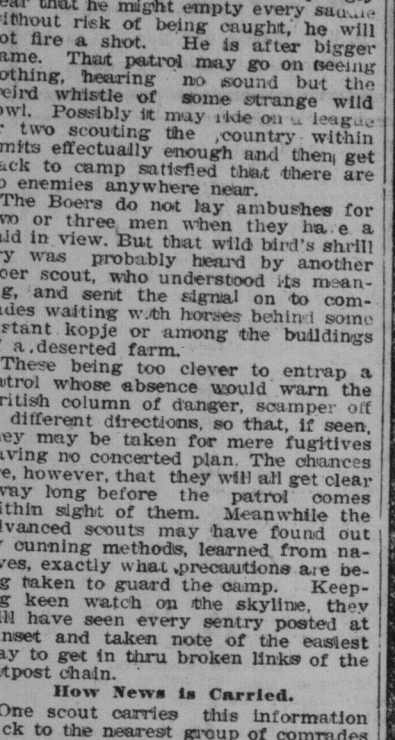 ear that he might empty every saddle
ithout risk of being caught, he will
ot fire a shot. He is after bigger
ame. That patrol may go on (seeing
othing, hearing no sound but the
eird whistle of some strange wild
owl. Possibly it may ride on a league
r two scouting the ,country within
mits effectually enough and then, get
ack to camp satisfied that there are
o enemies anywhere near.
The Boers do not lay ambushes for
wo or three men when they ha.e a
aid in view. But that wild bird's shrill
ry was probably heard by another
oer scout, who understood its mean-
g, and sent the signal on to com-
ades waiting with horses behind some
stant kopje or among the buildings
f a ,deserted farm.
These being too clever to entrap a
atrol whose absence would warn the
ritish column of danger, scamper off
different directions, so that, if seen,
ey may be taken for mere fugitives
aving no concerted plan. The chances
re, however, that they will all get clear
way long before the patrol comes
ithin sight of them. Meanwhile the
dvanced scouts may have found out
y cunning methods, learned from na-
ves, exactly what ,precautions are be-
g taken to guard the camp. Keep-
g keen watch on the skyline, they
ill have seen every sentry posted at
nset and taken note of the easiest
ay to get in thru broken links of the
tpost chain.
How News is Carried.
One scout carries this information
ck to the nearest group of comrades